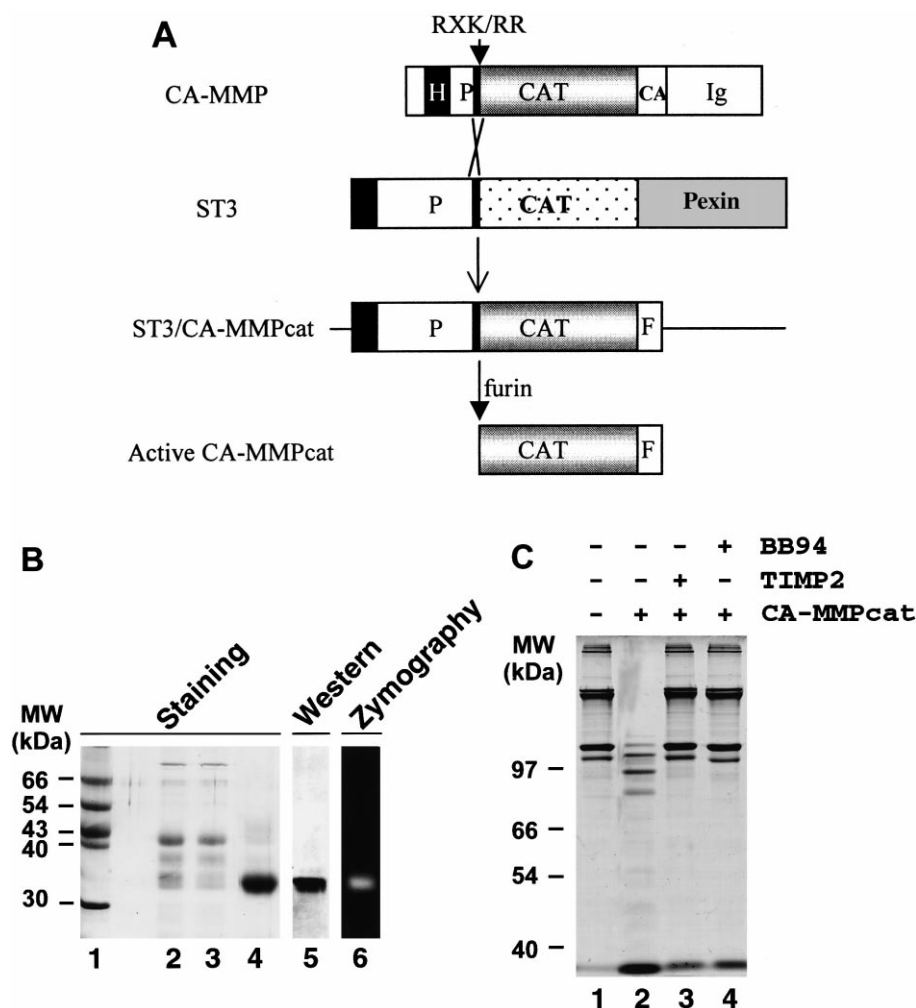 A
RXK/RR
CA-MMP H P CAT CA Ig
ST3 P CAT Pexin
ST3/CA-MMPcat P CAT F
furin
Active CA-MMPcat CAT F
B
Staining Western Zymography
MW
(kDa)
66
54
43
40
30
1 2 3 4 5 6
C
- - - + BB94
- - + - TIMP2
- + + + CA-MMPcat
MW
(kDa)
97
66
54
40
1 2 3 4